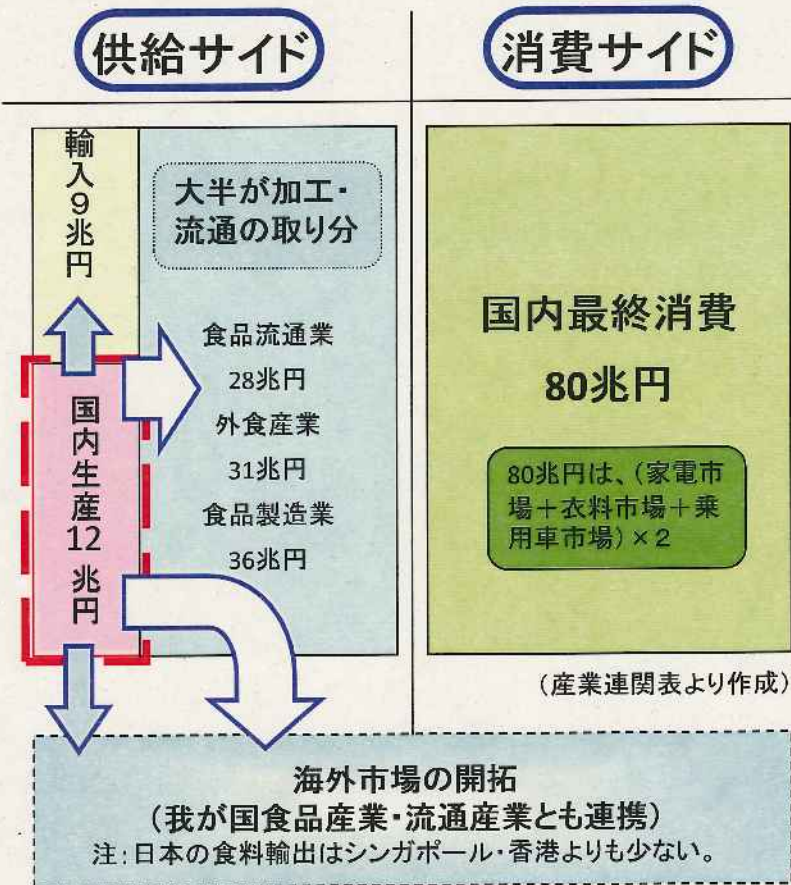 供給サイド
消費サイド
輸入9兆円
大半が加工・
流通の取り分
食品流通業
28兆円
外食産業
31兆円
食品製造業
36兆円
国内生産12兆円
国内最終消費
80兆円
80兆円は、(家電市
場+衣料市場+乗
用車市場)×2
(産業連関表より作成)
海外市場の開拓
(我が国食品産業・流通産業とも連携)
注:日本の食料輸出はシンガポール・香港よりも少ない。